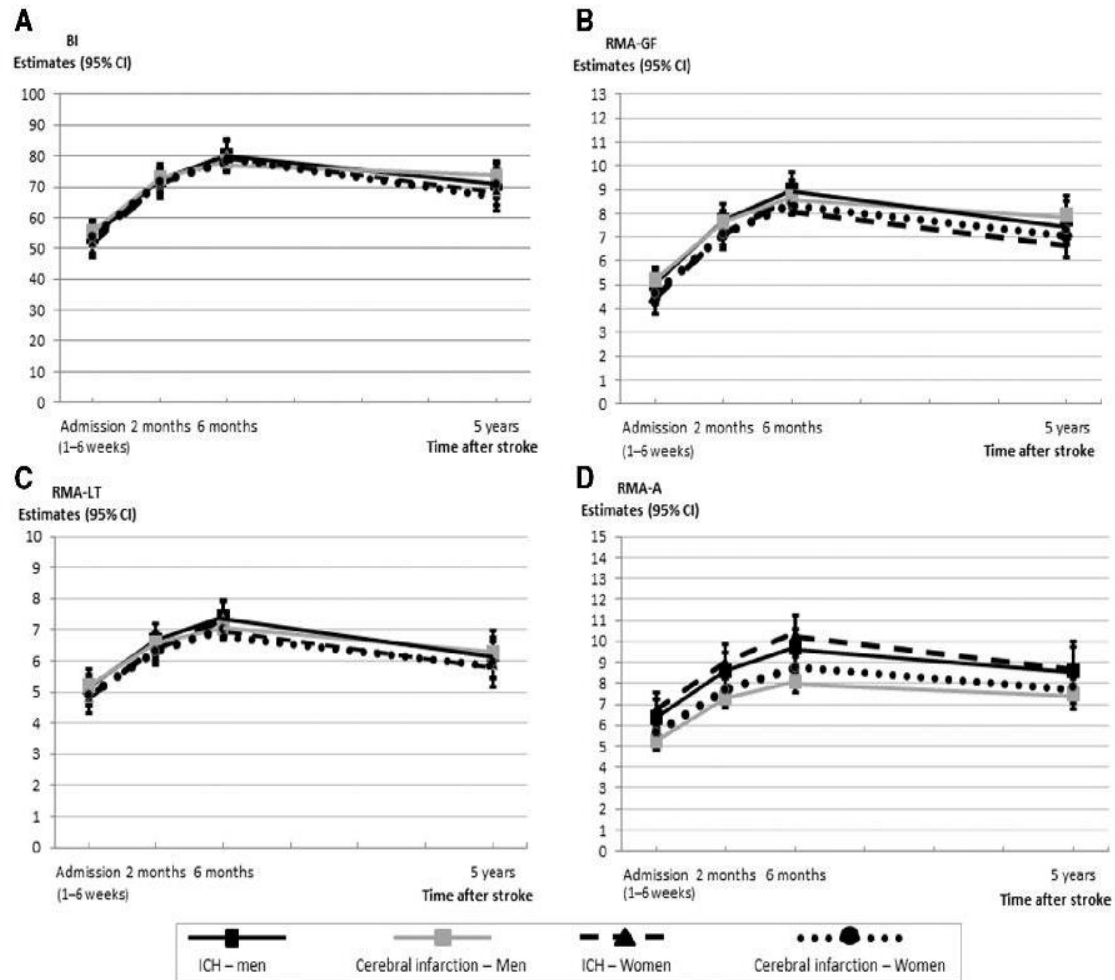 A
BI
Estimates (95% CI)
100
90
80
70
60
50
40
30
20
10
0
Admission 2 months 6 months 5 years
(1–6 weeks) Time after stroke
B
RMA-GF
Estimates (95% CI)
13
12
11
10
9
8
7
6
5
4
3
2
1
0
Admission 2 months 6 months 5 years
(1–6 weeks) Time after stroke
C
RMA-LT
Estimates (95% CI)
10
9
8
7
6
5
4
3
2
1
0
Admission 2 months 6 months 5 years
(1–6 weeks) Time after stroke
D
RMA-A
Estimates (95% CI)
15
14
13
12
11
10
9
8
7
6
5
4
3
2
1
0
Admission 2 months 6 months 5 years
(1–6 weeks) Time after stroke
ICH – men Cerebral infarction – Men ICH – Women Cerebral infarction – Women